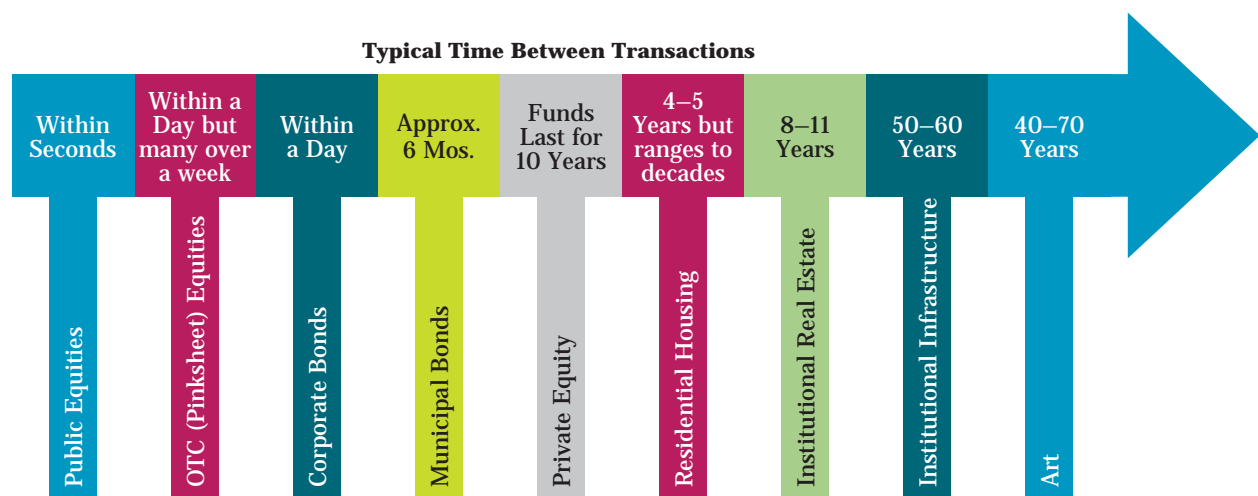 Typical Time Between Transactions
Within
Seconds
Within a
Day but
many over
a week
Within
a Day
Approx.
6 Mos.
Funds
Last for
10 Years
4–5
Years but
ranges to
decades
8–11
Years
50–60
Years
40–70
Years
Public Equities
OTC (Pinksheet) Equities
Corporate Bonds
Municipal Bonds
Private Equity
Residential Housing
Institutional Real Estate
Institutional Infrastructure
Art